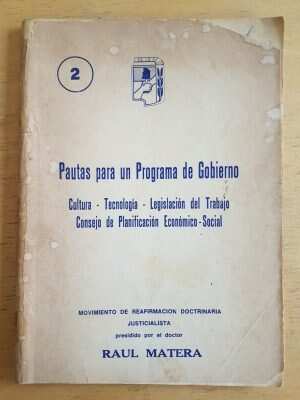 2
Pautas para un Programa de Gobierno
Cultura - Tecnología - Legislación del Trabajo
Consejo de Planificación Económico-Social
MOVIMIENTO DE REAFIRMACION DOCTRINARIA
JUSTICIALISTA
presidido por el doctor
RAUL MATERA